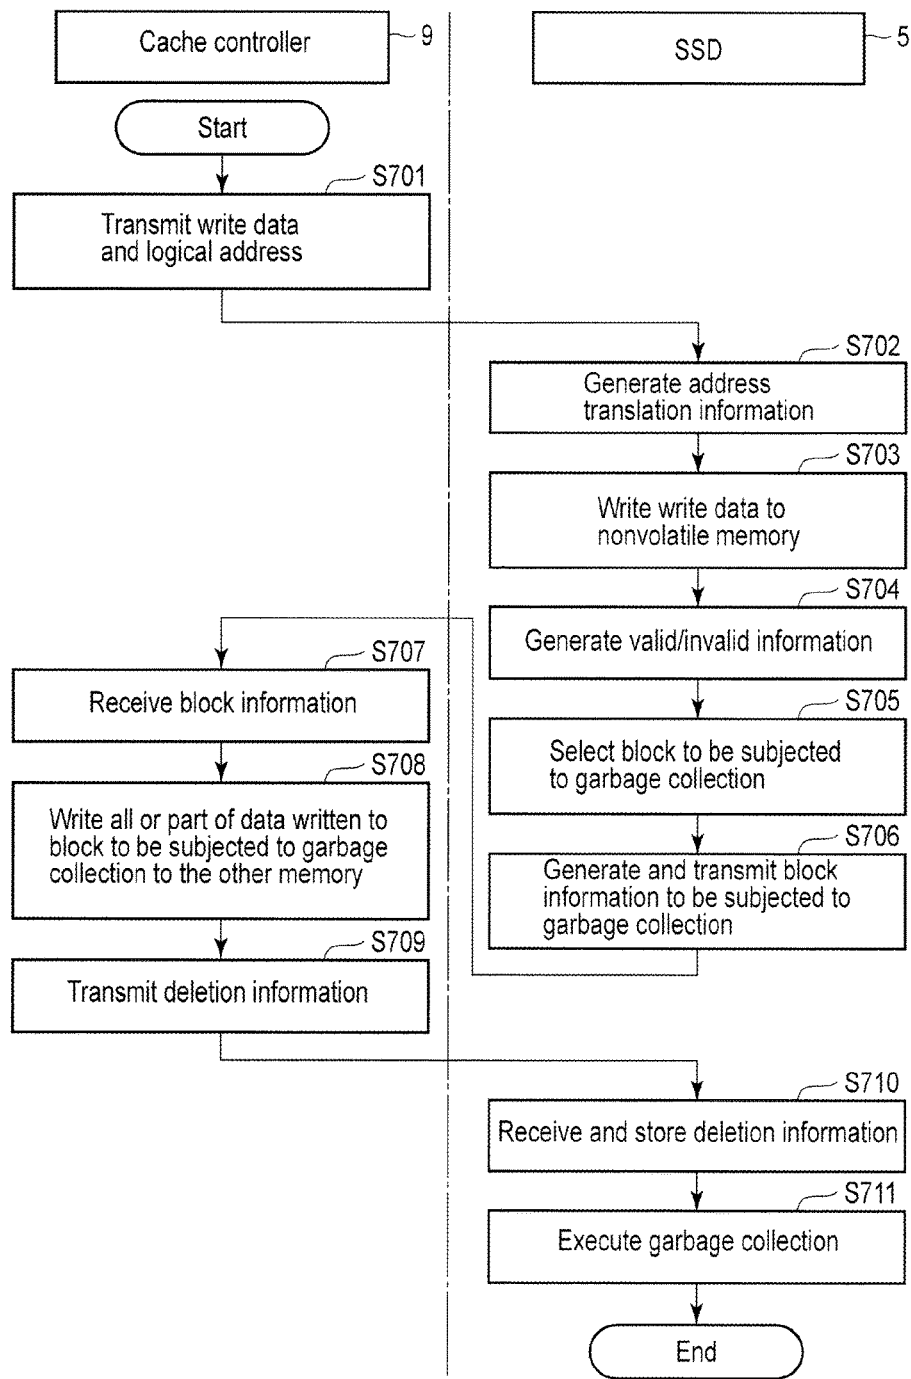 Cache controller
9
SSD
5
Start
S701
Transmit write data
and logical address
S702
Generate address
translation information
S703
Write write data to
nonvolatile memory
S704
Generate valid/invalid information
S705
Select block to be subjected
to garbage collection
S706
Generate and transmit block
information to be subjected to
garbage collection
S707
Receive block information
S708
Write all or part of data written to
block to be subjected to garbage
collection to the other memory
S709
Transmit deletion information
S710
Receive and store deletion information
S711
Execute garbage collection
End